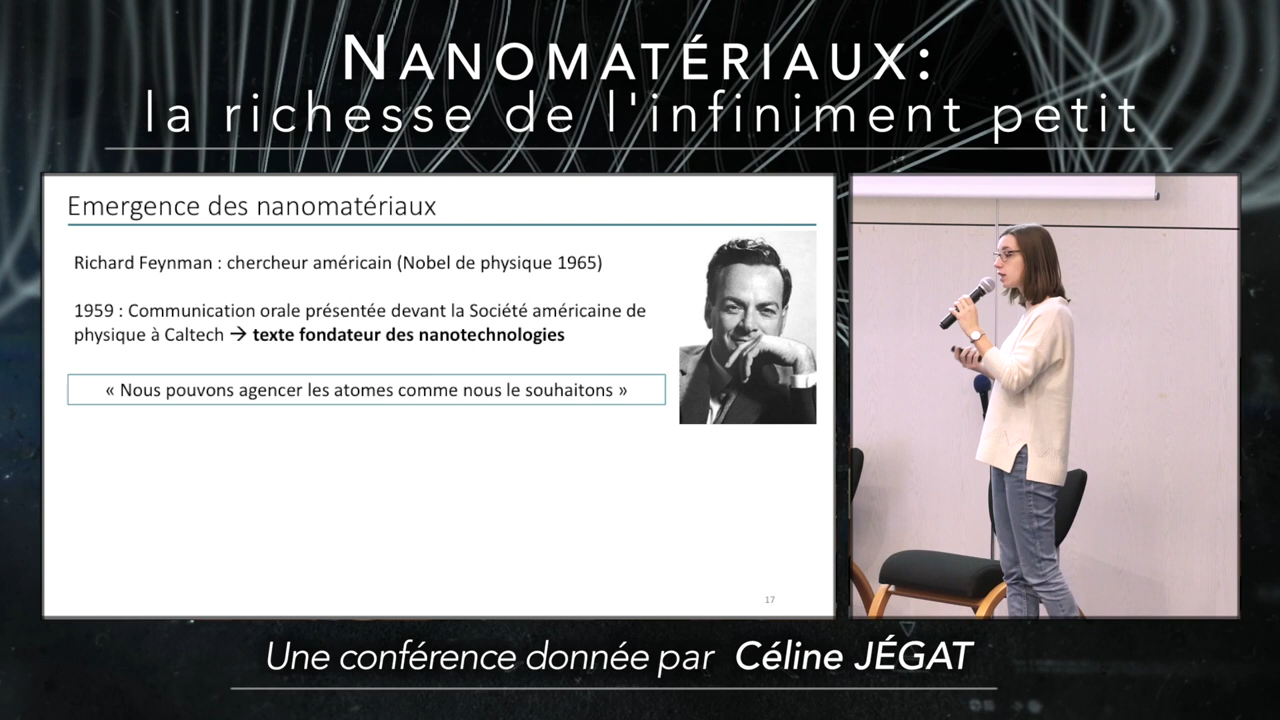 NANOMATÉRIAUX:
la richesse de l'infiniment petit
Emergence des nanomatériaux
Richard Feynman : chercheur américain (Nobel de physique 1965)
1959 : Communication orale présentée devant la Société américaine de
physique à Caltech → texte fondateur des nanotechnologies
« Nous pouvons agencer les atomes comme nous le souhaitons »
17
Une conférence donnée par Céline JÉGAT